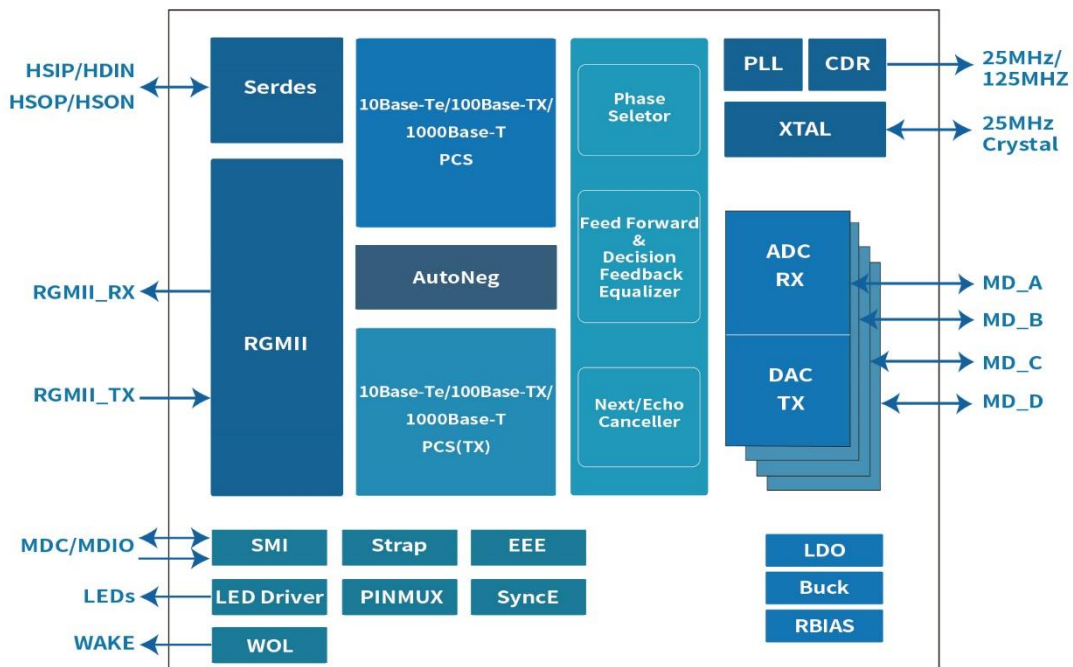 HSIP/HDIN
HSOP/HSON
Serdes
10Base-Te/100Base-TX/
1000Base-T
PCS
Phase
Seletor
PLL
CDR
25MHz/
125MHZ
XTAL
25MHz
Crystal
RGMII_RX
RGMII
RGMII_TX
AutoNeg
Feed Forward
&
Decision
Feedback
Equalizer
ADC
RX
DAC
TX
MD_A
MD_B
MD_C
MD_D
10Base-Te/100Base-TX/
1000Base-T
PCS(TX)
Next/Echo
Canceller
MDC/MDIO
SMI
Strap
EEE
LDO
LEDs
LED Driver
PINMUX
SyncE
Buck
WAKE
WOL
RBIAS